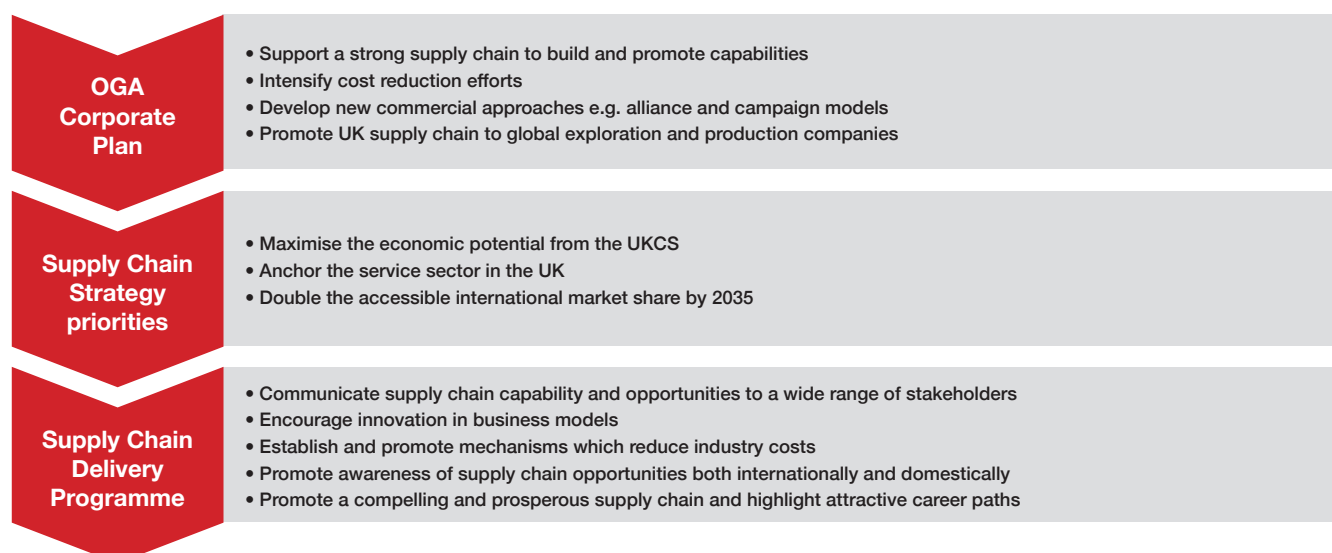 OGA
Corporate
Plan
• Support a strong supply chain to build and promote capabilities
• Intensify cost reduction efforts
• Develop new commercial approaches e.g. alliance and campaign models
• Promote UK supply chain to global exploration and production companies
Supply Chain
Strategy
priorities
• Maximise the economic potential from the UKCS
• Anchor the service sector in the UK
• Double the accessible international market share by 2035
Supply Chain
Delivery
Programme
• Communicate supply chain capability and opportunities to a wide range of stakeholders
• Encourage innovation in business models
• Establish and promote mechanisms which reduce industry costs
• Promote awareness of supply chain opportunities both internationally and domestically
• Promote a compelling and prosperous supply chain and highlight attractive career paths